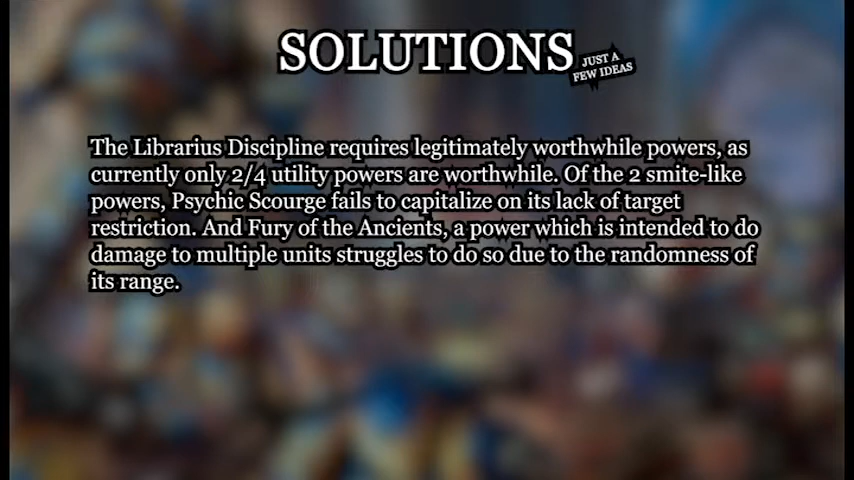 SOLUTIONS
JUST A
FEW IDEAS
The Librarius Discipline requires legitimately worthwhile powers, as
currently only 2/4 utility powers are worthwhile. Of the 2 smite-like
powers, Psychic Scourge fails to capitalize on its lack of target
restriction. And Fury of the Ancients, a power which is intended to do
damage to multiple units struggles to do so due to the randomness of
its range.